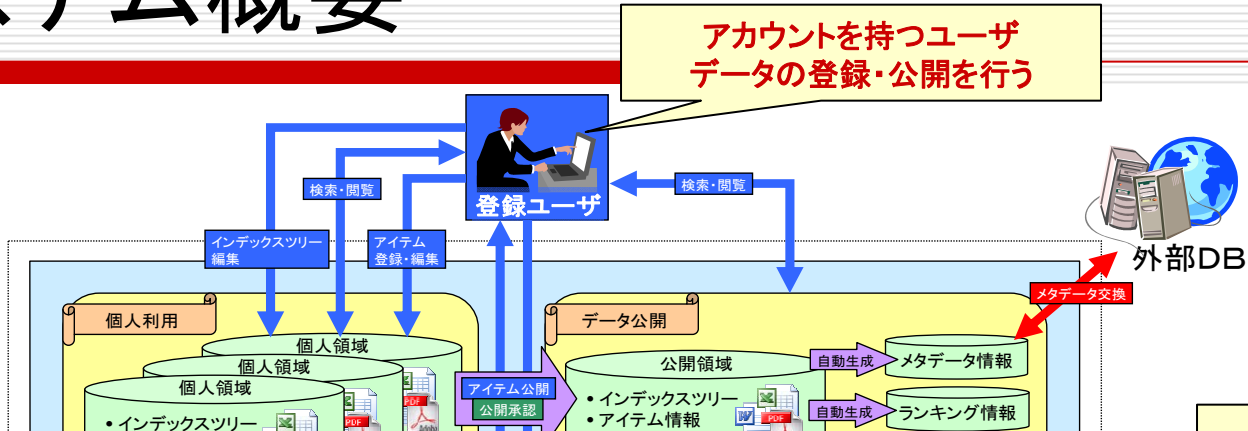 ステム概要
アカウントを持つユーザ
データの登録・公開を行う
検索・閲覧
検索・閲覧
登録ユーザ
インデックスツリー
編集
アイテム
登録・編集
外部DB
メタデータ交換
個人利用
データ公開
個人領域
個人領域
個人領域
・インデックスツリー
公開領域
・インデックスツリー
・アイテム情報
自動生成
メタデータ情報
アイテム公開
公開承認
自動生成
ランキング情報
PDF
PDF
Adobe
PDF